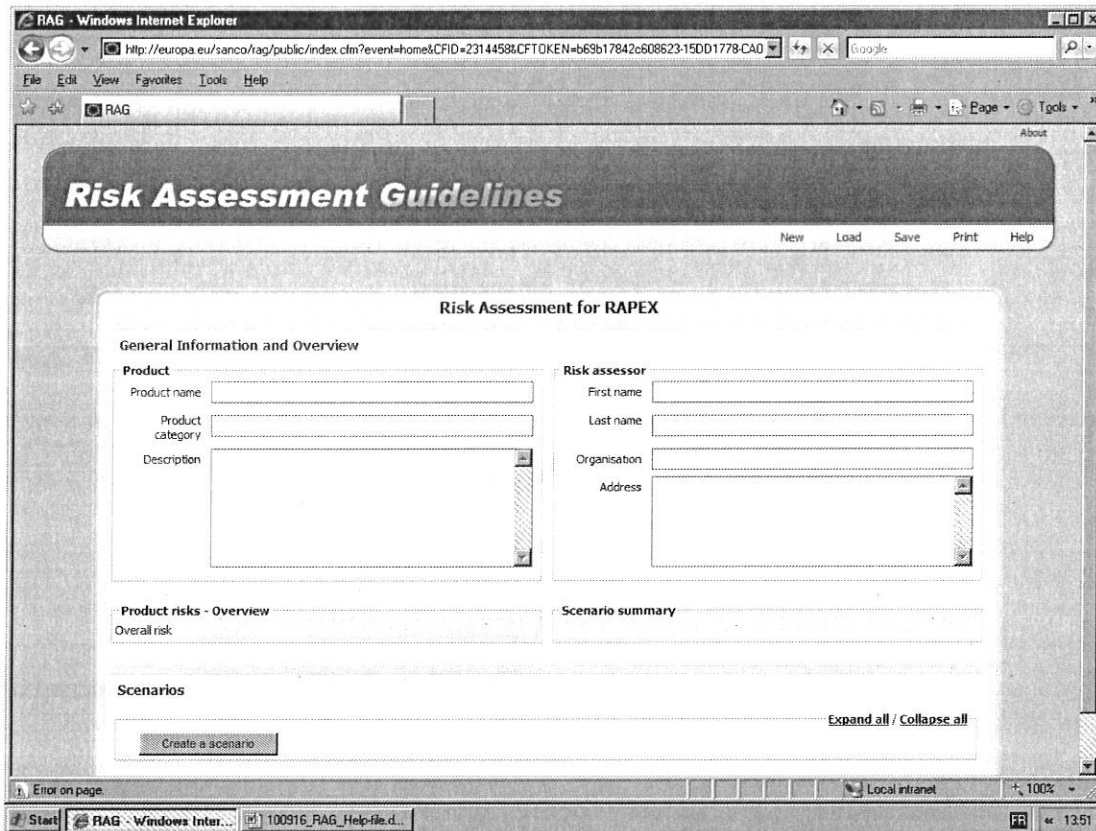 RAG - Windows Internet Explorer
http://europa.eu/sanco/rag/public/index.cfm?event=home&CFID=2314458&CFTOKEN=b69b17842c608623-15DD1778-CA0
Google
File Edit View Favorites Tools Help
RAG
Page Tools
About
Risk Assessment Guidelines
New Load Save Print Help
Risk Assessment for RAPEX
General Information and Overview
Product
Product name
Product category
Description
Risk assessor
First name
Last name
Organisation
Address
Product risks - Overview
Overall risk
Scenario summary
Scenarios
Expand all / Collapse all
Create a scenario
Error on page.
Local intranet
100%
Start
RAG - Windows Inter...
100916_RAG_Help-file.d...
FR
« 13:51